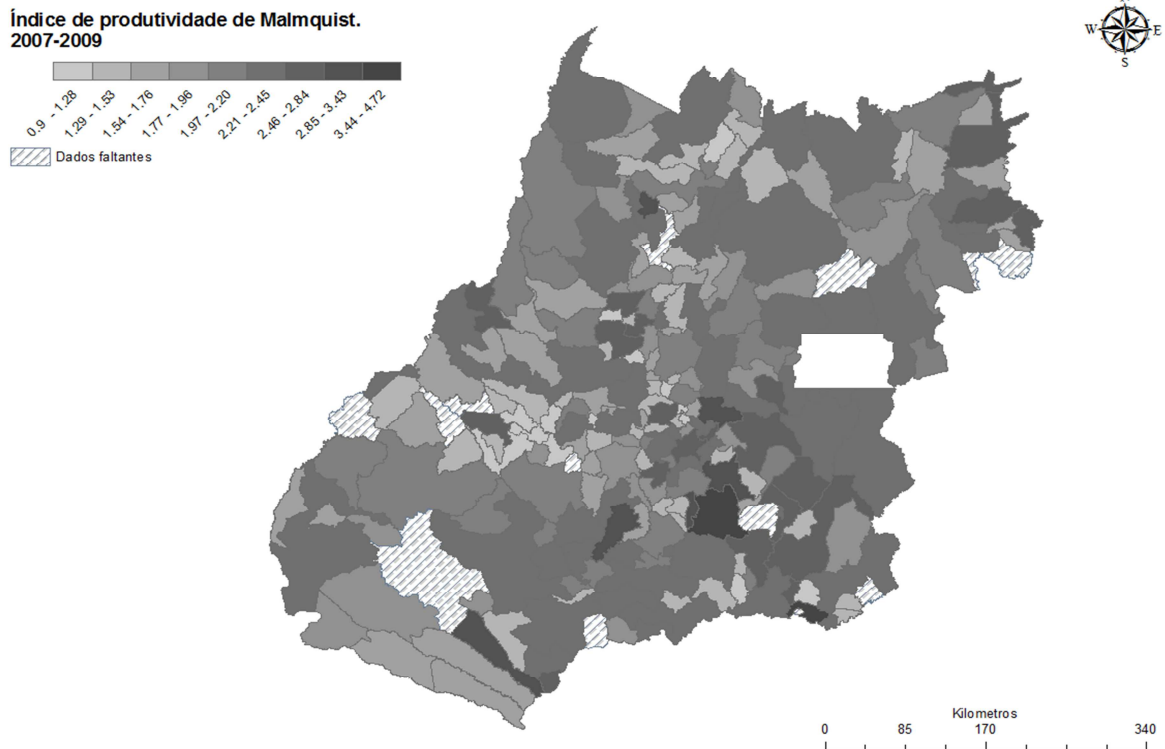 Índice de produtividade de Malmquist.
2007-2009
0.9 - 1.28
1.29 - 1.53
1.54 - 1.76
1.77 - 1.96
1.97 - 2.20
2.21 - 2.45
2.46 - 2.84
2.85 - 3.43
3.44 - 4.72
Dados faltantes
W E
S
Kilometros
0 85 170 340